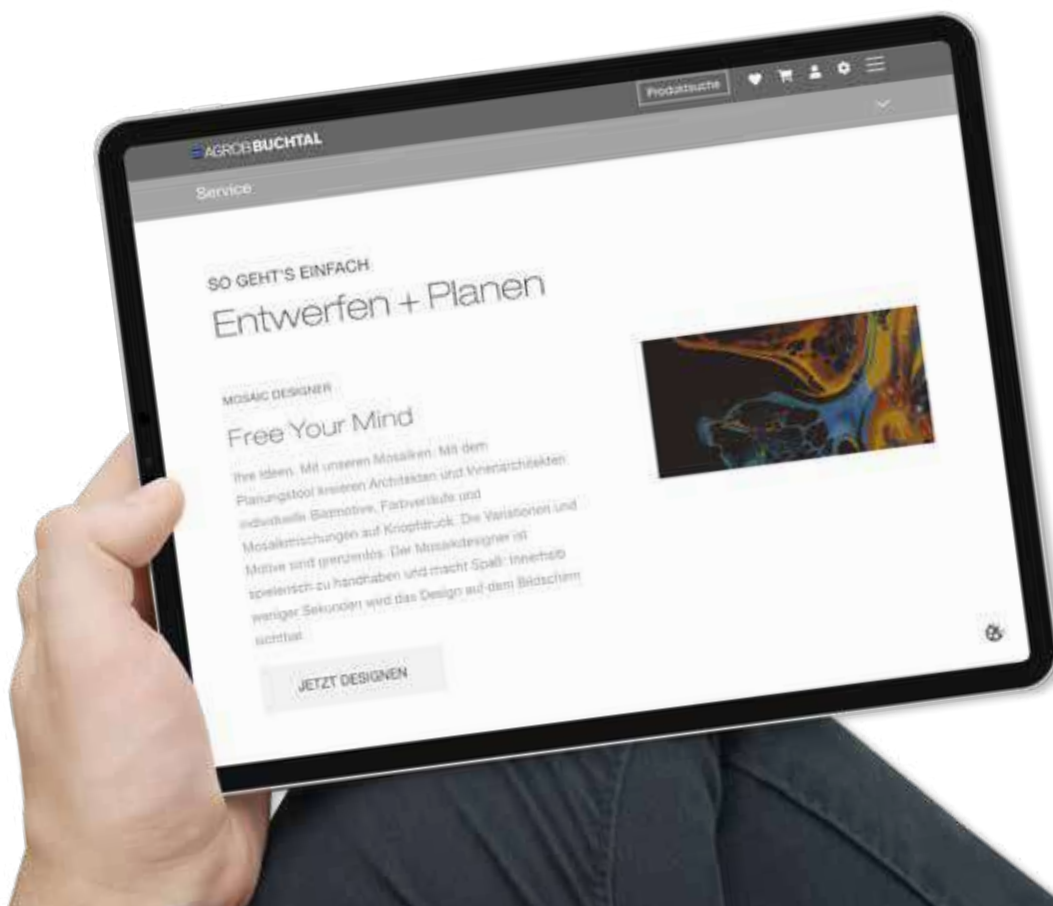 Produktsuche
AGROB BUCHTAL
Service
SO GEHT'S EINFACH
Entwerfen + Planen
MOSAIC DESIGNER
Free Your Mind
Ihre Ideen. Mit unseren Mosaiken. Mit dem
Planungstool kreieren Architekten und Innenarchitekten
individuelle Bildmotive, Farbverläufe und
Mosaikmischungen auf Knopfdruck. Die Variationen und
Motive sind grenzenlos. Der Mosaikdesigner ist
spielerisch zu handhaben und macht Spaß: Innerhalb
weniger Sekunden wird das Design auf dem Bildschirm
sichtbar.
JETZT DESIGNEN